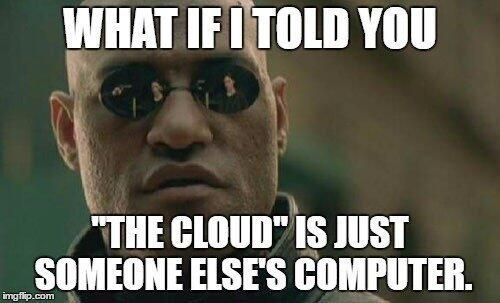 WHAT IF I TOLD YOU
"THE CLOUD" IS JUST
SOMEONE ELSE'S COMPUTER.
imgflip.com